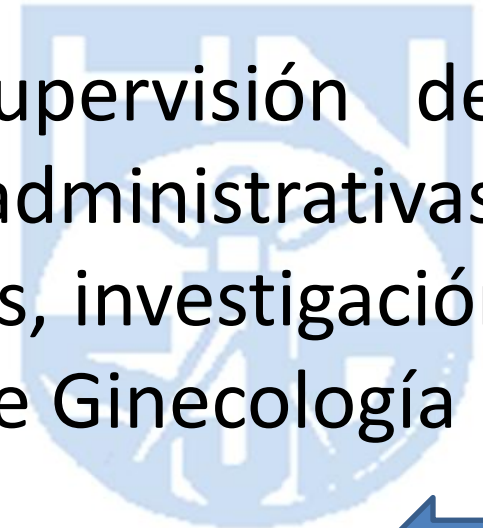 upervisión de
administrativas
s, investigación
e Ginecología